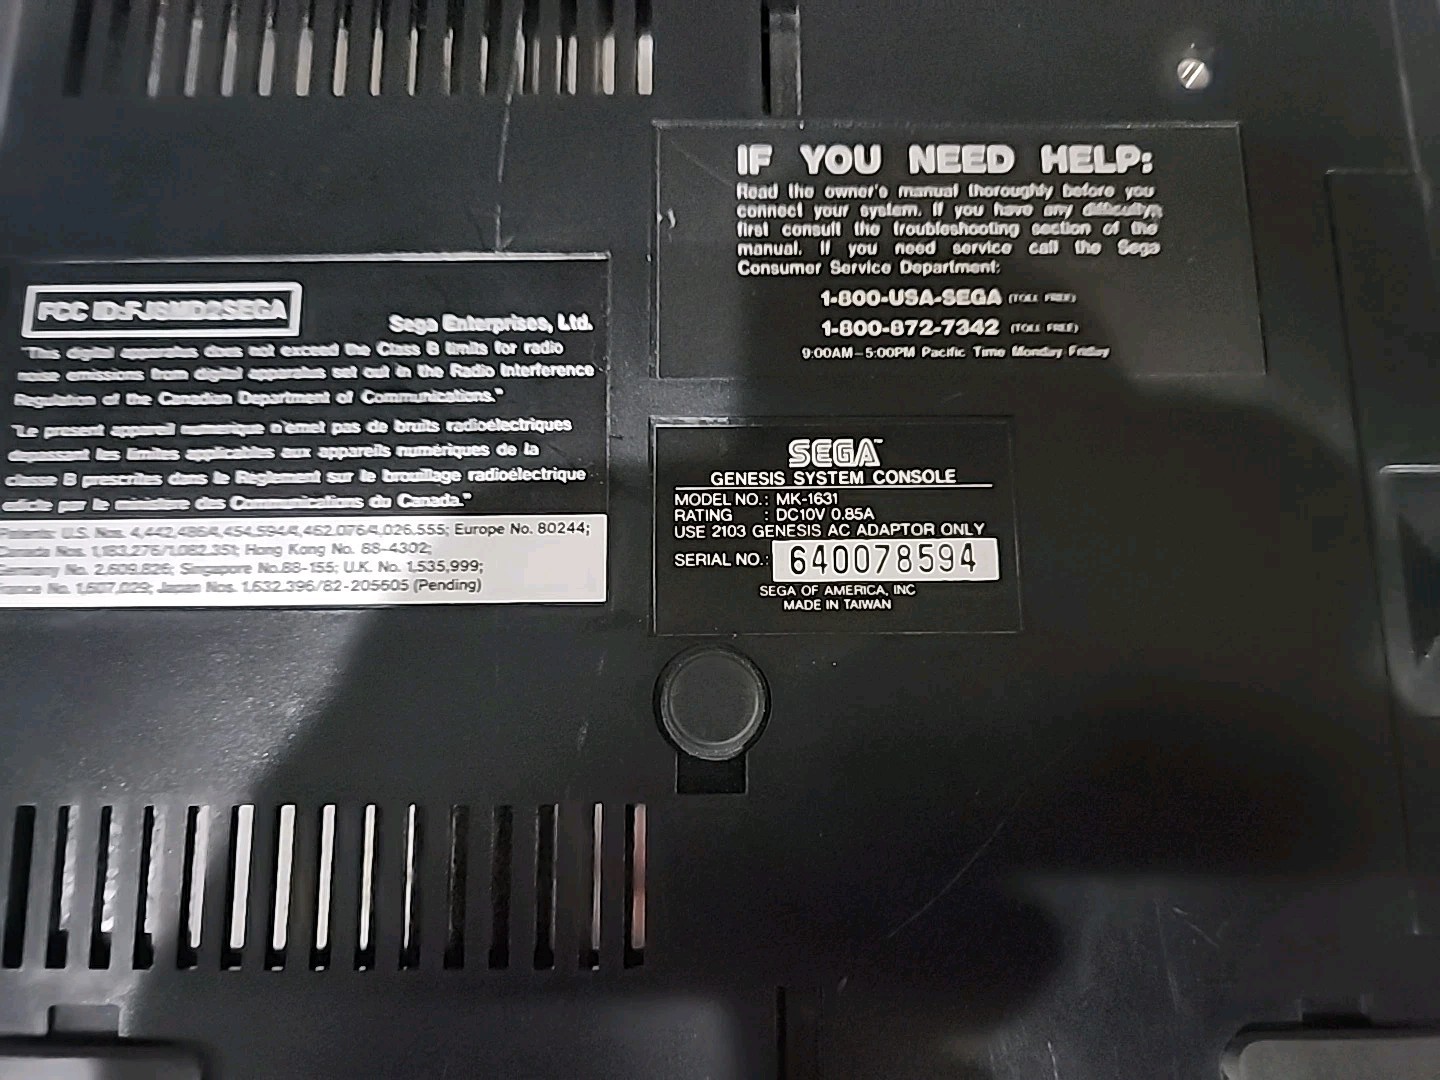 IF YOU NEED HELP:
Read the owner's manual thoroughly before you
connect your system. If you have any difficulty,
first consult the troubleshooting section of the
manual. If you need service call the Sega
Consumer Service Department:
1-800-USA-SEGA (TOLL FREE)
1-800-872-7342 (TOLL FREE)
9:00AM-5:00PM Pacific Time Monday Friday
FCC ID:FJ8MD2SEGA
Sega Enterprises, Ltd.
"This digital apparatus does not exceed the Class B limits for radio
noise emissions from digital apparatus set out in the Radio Interference
Regulation of the Canadian Department of Communications."
"Le present appareil numerique n'emet pas de bruits radioélectriques
depassant les limites applicables aux appareils numériques de la
classe B prescrites dans le Règlement sur le brouillage radioélectrique
edicte par le ministère des Communications du Canada."
Patents: U.S. Nos. 4,442,486/4,454,594/4,462,076/4,026,555; Europe No. 80244;
Canada Nos. 1,183,276/1,082,351; Hong Kong No. 88-4302;
Germany No. 2,609,826; Singapore No.88-155; U.K. No. 1,535,999;
France No. 1,607,029; Japan Nos. 1,632,396/82-205605 (Pending)
SEGA™
GENESIS SYSTEM CONSOLE
MODEL NO.: MK-1631
RATING : DC10V 0.85A
USE 2103 GENESIS AC ADAPTOR ONLY
SERIAL NO.: 640078594
SEGA OF AMERICA, INC
MADE IN TAIWAN